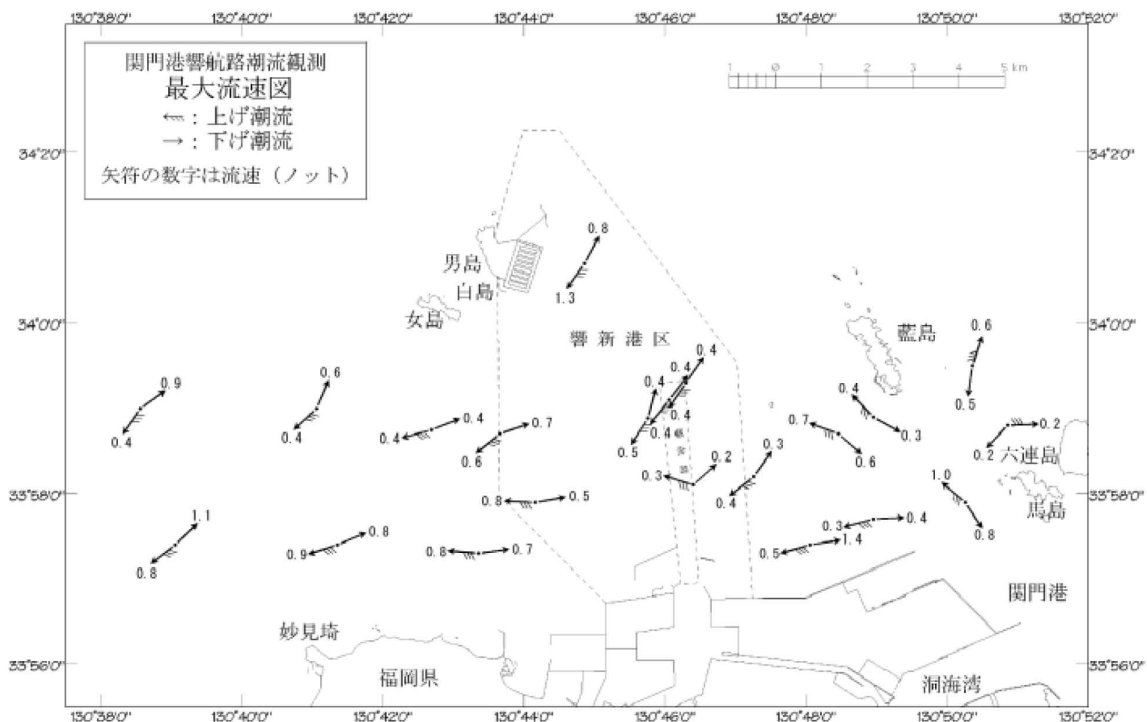 130°38'0" 130°40'0" 130°42'0" 130°44'0" 130°46'0" 130°48'0" 130°50'0" 130°52'0"
関門港響航路潮流観測
最大流速図
：上げ潮流
：下げ潮流
矢符の数字は流速（ノット）
1 0 1 2 3 4 5 km
34°2'0" 34°2'0"
0.8
男島
白島
1.3
女島
34°0'0" 34°0'0"
響新港区
藍島
0.6
0.9 0.6 0.4 0.4 0.4 0.4
0.5
0.4 0.4 0.4 0.4 0.7 0.4 0.4 0.7 0.3 0.2
0.6 0.5 0.3 0.6 0.2
六連島
0.3 0.2 1.0
33°58'0" 33°58'0"
0.8 0.5 0.4
馬島
1.1 0.8 0.3 0.4 0.8
0.9 0.8 0.7 0.5 1.4
0.8
関門港
妙見埼
33°56'0" 33°56'0"
福岡県
洞海湾
130°38'0" 130°40'0" 130°42'0" 130°44'0" 130°46'0" 130°48'0" 130°50'0" 130°52'0"